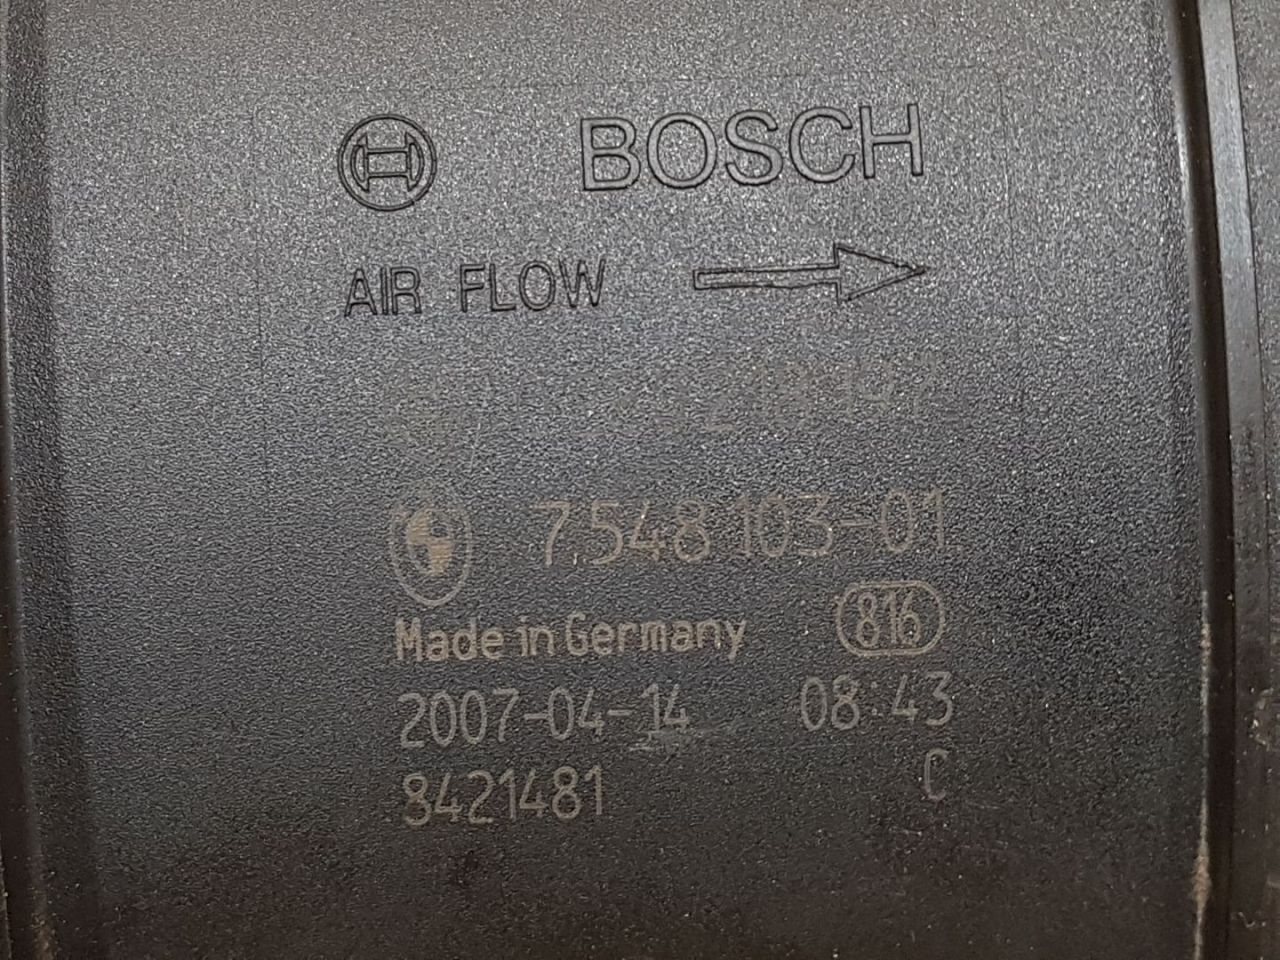 BOSCH
AIR FLOW
7.548 103-01
Made in Germany 816
2007-04-14 08:43
8421481 C